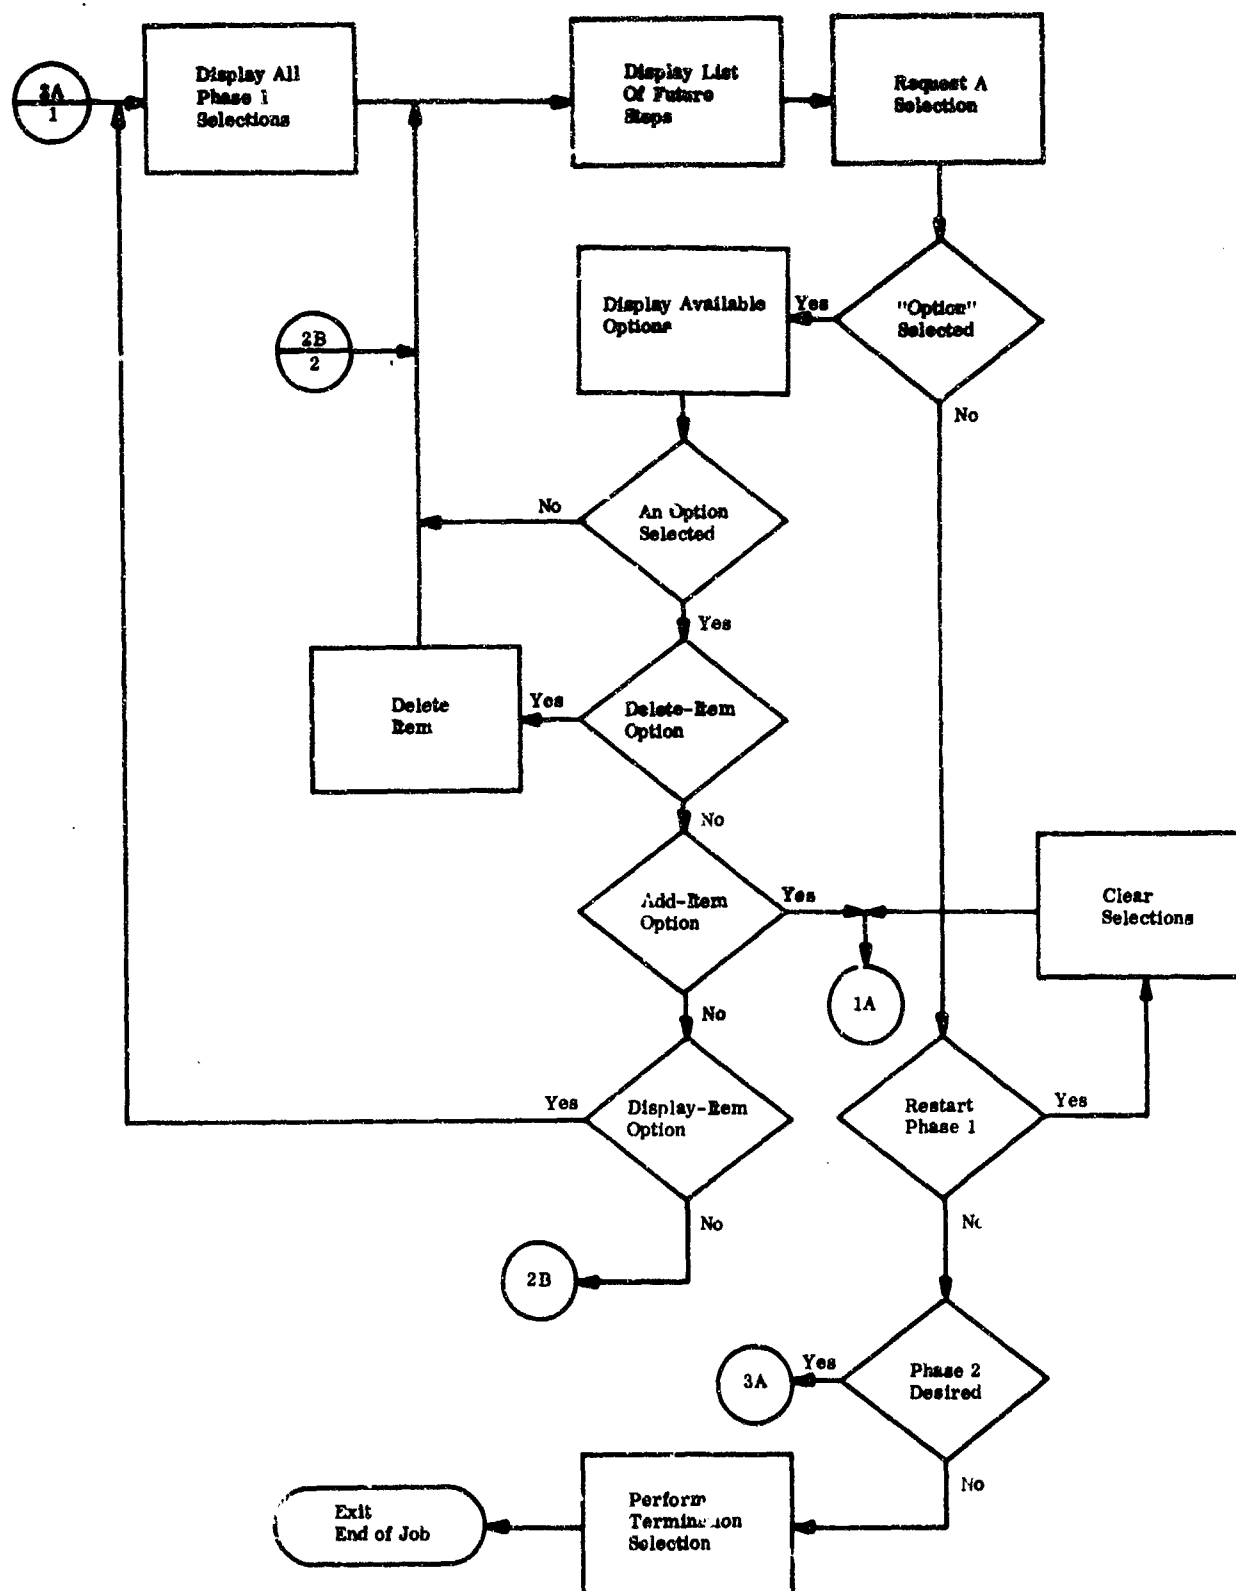 Display All
Phase 1
Selections
Display List
Of Future
Steps
Request A
Selection
2A
1
Display Available
Options
Yes
"Option"
Selected
2B
2
No
No
An Option
Selected
Yes
Delete
Item
Yes
Delete-Item
Option
No
Add-Item
Option
Yes
Clear
Selections
1A
No
Yes
Display-Item
Option
Restart
Phase 1
Yes
No
No
2B
3A
Yes
Phase 2
Desired
No
Perform
Termination
Selection
Exit
End of Job